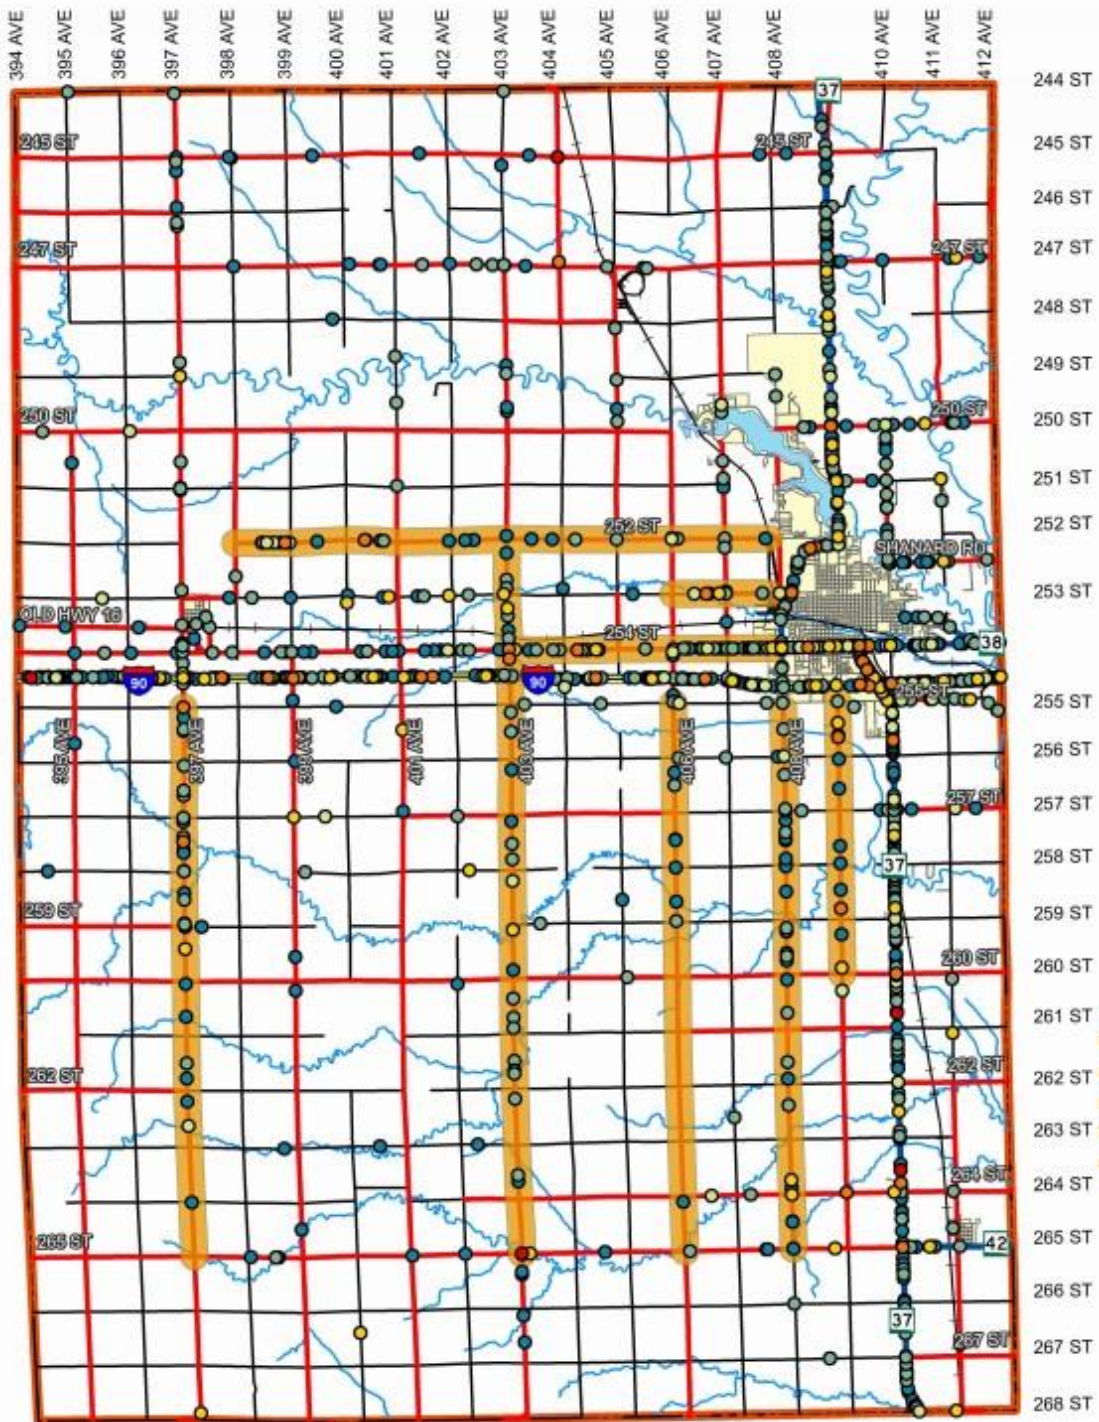 394 AVE
395 AVE
396 AVE
397 AVE
398 AVE
399 AVE
400 AVE
401 AVE
402 AVE
403 AVE
404 AVE
405 AVE
406 AVE
407 AVE
408 AVE
410 AVE
411 AVE
412 AVE
244 ST
37
245 ST
245 ST
245 ST
246 ST
247 ST
247 ST
247 ST
248 ST
249 ST
250 ST
250 ST
250 ST
251 ST
252 ST
252 ST
SHANARD RD
253 ST
OLD HWY 16
254 ST
38
254 ST
90
90
255 ST
255 ST
395 AVE
397 AVE
399 AVE
401 AVE
403 AVE
406 AVE
408 AVE
256 ST
257 ST
257 ST
37
258 ST
259 ST
259 ST
260 ST
260 ST
261 ST
262 ST
262 ST
262 ST
263 ST
264 ST
264 ST
265 ST
265 ST
42
266 ST
37
267 ST
267 ST
268 ST